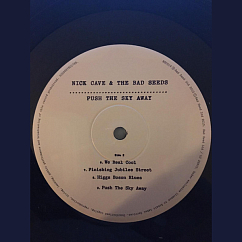 NICK CAVE & THE BAD SEEDS
PUSH THE SKY AWAY
Side 2
We Real Cool
Finishing Jubilee Street
Higgs Boson Blues
Push The Sky Away